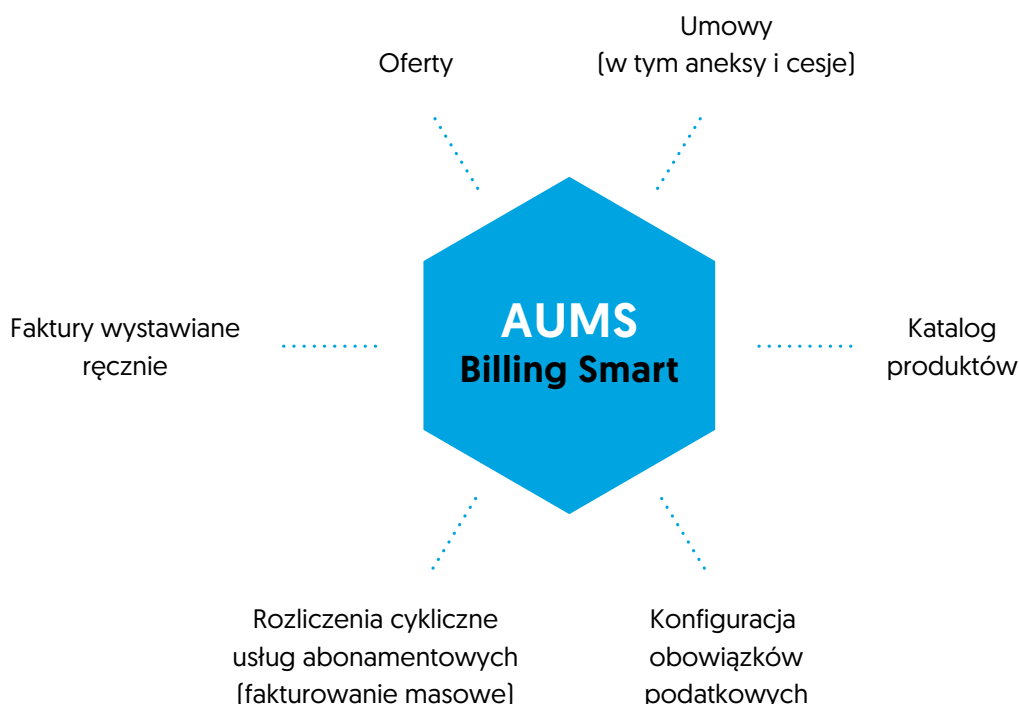 Umowy
(w tym aneksy i cesje)
Oferty
AUMS
Billing Smart
Faktury wystawiane
ręcznie
Katalog
produktów
Rozliczenia cykliczne
usług abonamentowych
(fakturowanie masowe)
Konfiguracja
obowiązków
podatkowych